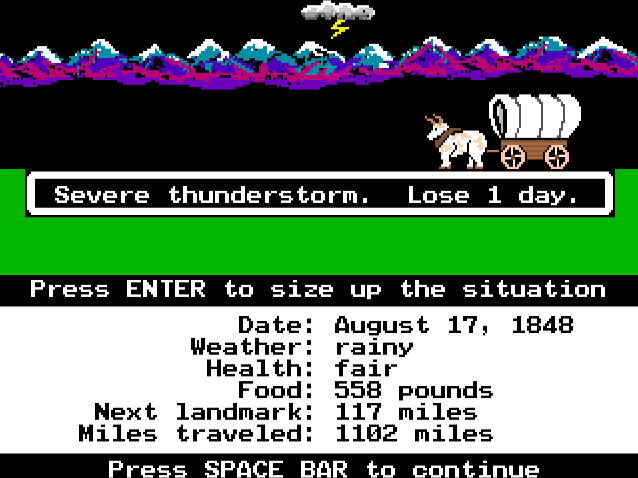 Severe thunderstorm. Lose 1 day.
Press ENTER to size up the situation
Date: August 17, 1848
Weather: rainy
Health: fair
Food: 558 pounds
Next landmark: 117 miles
Miles traveled: 1102 miles
Press SPACE BAR to continue